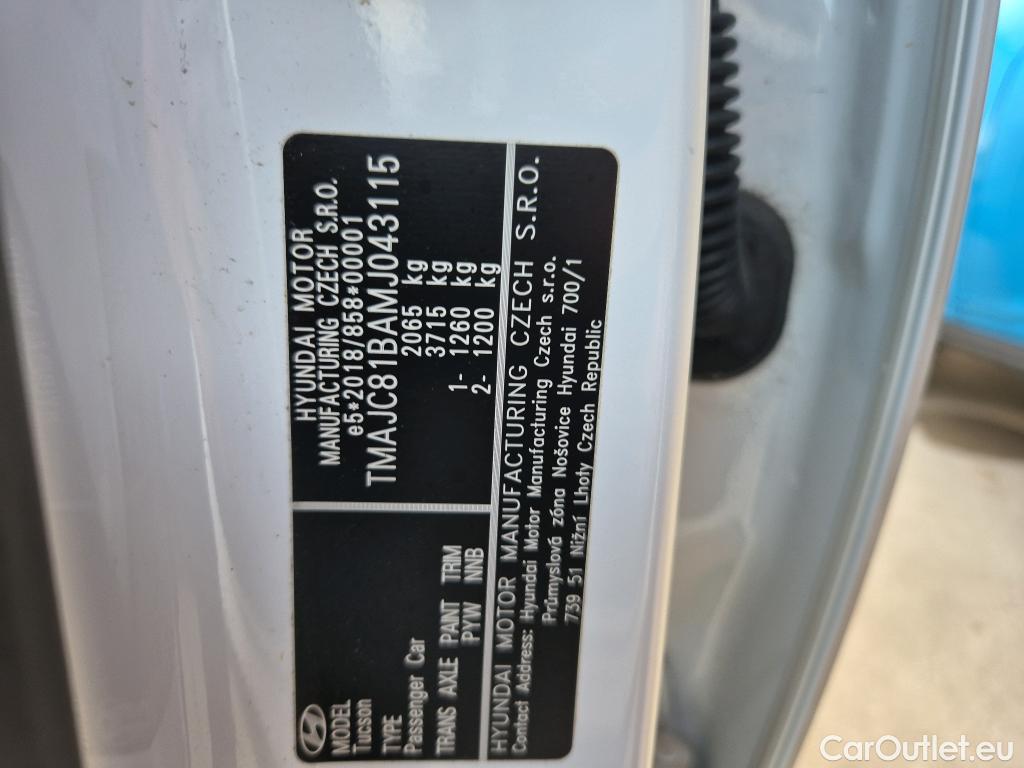 MODEL
Tucson
TYPE
Passenger Car
TRANS AXLE PAINT TRIM
PYW NNB
HYUNDAI MOTOR
MANUFACTURING CZECH S.R.O.
e5*2018/858*00001
TMAJC81BAMJ043115
2065 kg
3715 kg
1- 1260 kg
2- 1200 kg
HYUNDAI MOTOR MANUFACTURING CZECH S.R.O.
Contact Address: Hyundai Motor Manufacturing Czech s.r.o.
Průmyslová zóna Nošovice Hyundai 700/1
739 51 Nižní Lhoty Czech Republic
CarOutlet.eu